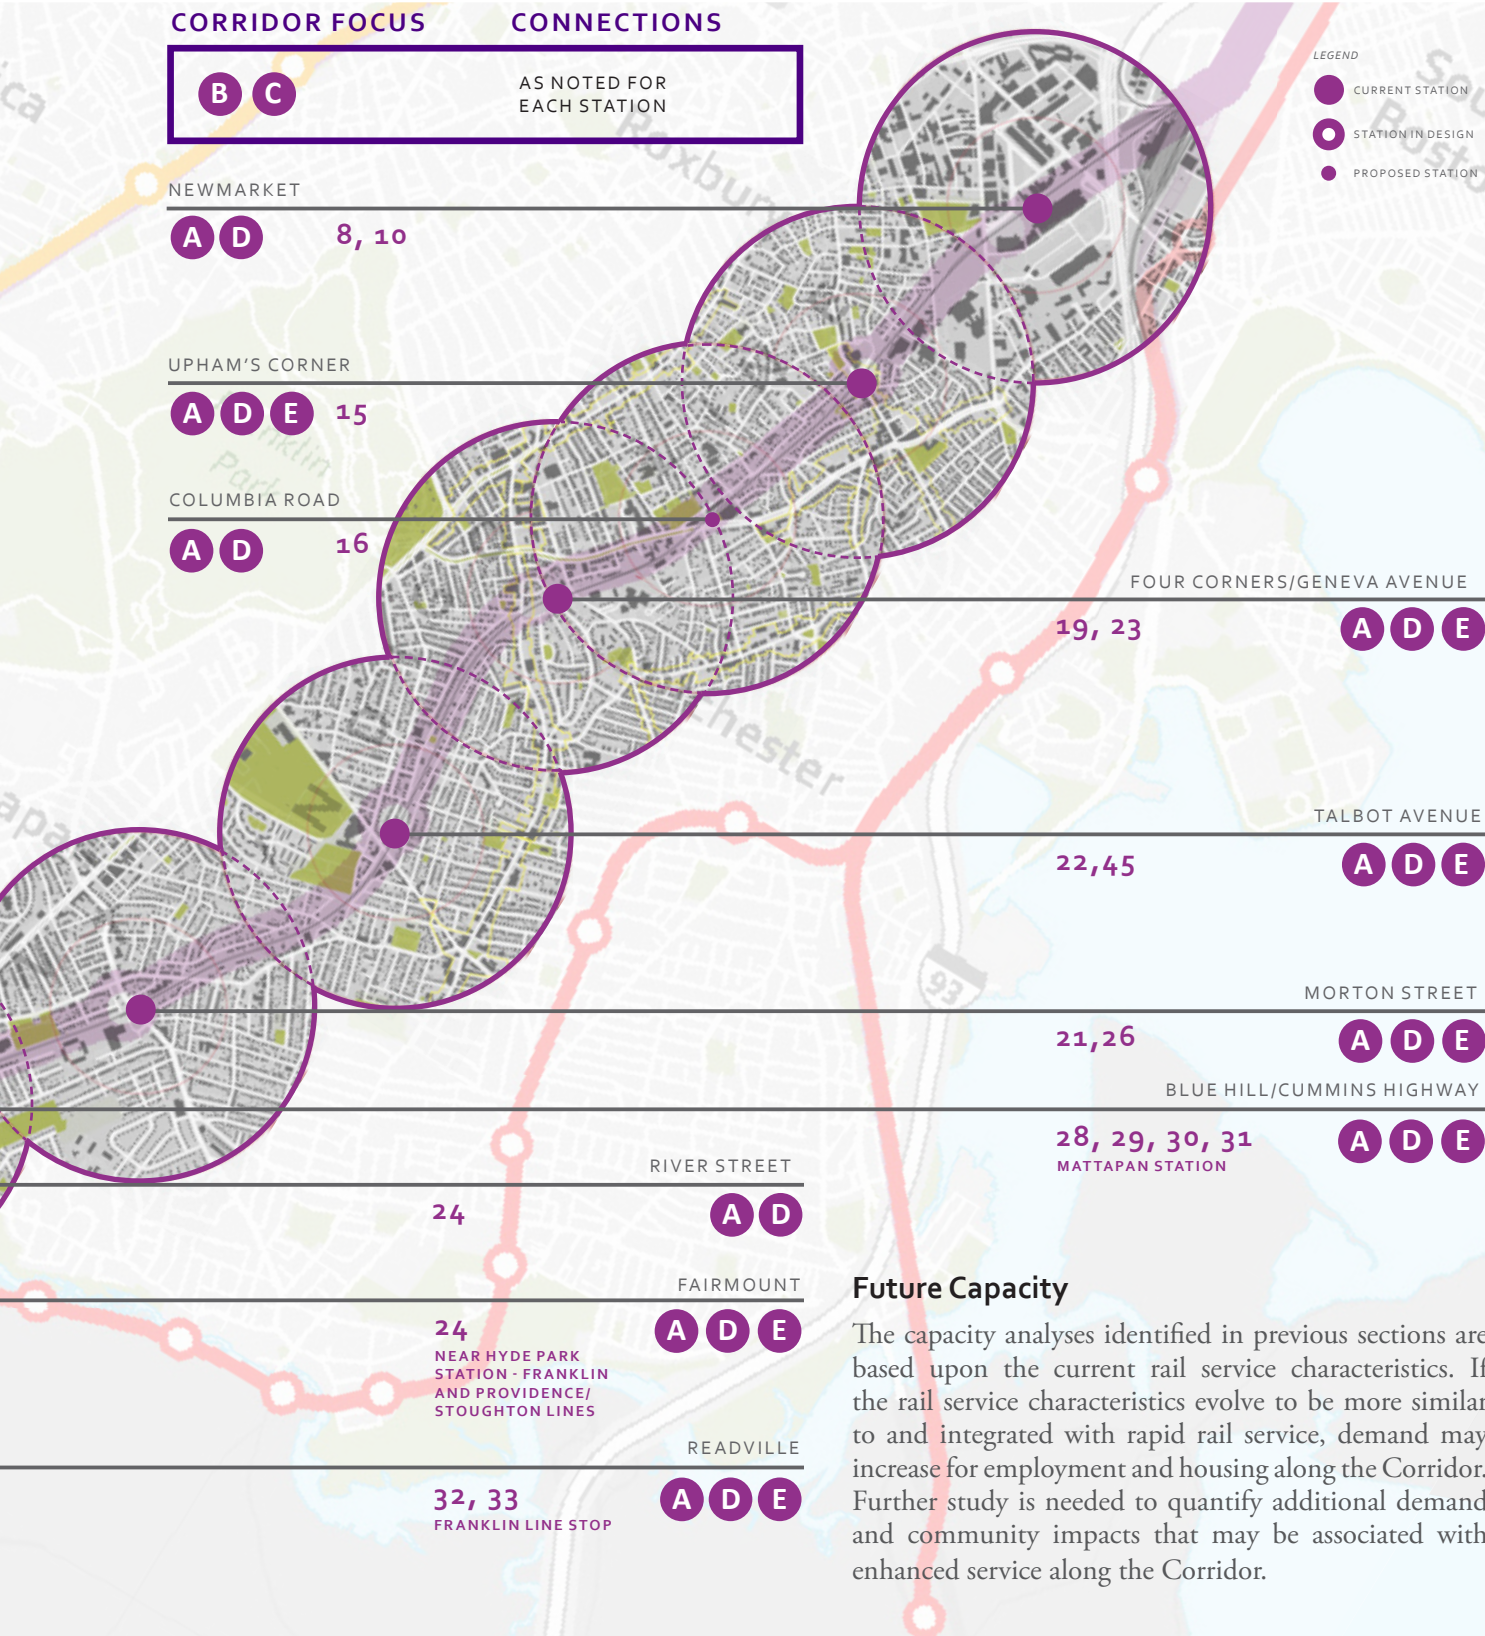 CORRIDOR FOCUS
CONNECTIONS
B C
AS NOTED FOR
EACH STATION
LEGEND
CURRENT STATION
STATION IN DESIGN
PROPOSED STATION
Roxbury
NEWMARKET
A D 8, 10
UPHAM'S CORNER
A D E 15
Park
COLUMBIA ROAD
A D 16
FOUR CORNERS/GENEVA AVENUE
19, 23 A D E
chester
TALBOT AVENUE
22,45 A D E
93
MORTON STREET
21,26 A D E
BLUE HILL/CUMMINS HIGHWAY
28, 29, 30, 31 A D E
MATTAPAN STATION
RIVER STREET
24 A D
FAIRMOUNT
24 A D E
NEAR HYDE PARK
STATION - FRANKLIN
AND PROVIDENCE/
STOUGHTON LINES
READVILLE
32, 33 A D E
FRANKLIN LINE STOP
Future Capacity
The capacity analyses identified in previous sections are
based upon the current rail service characteristics. If
the rail service characteristics evolve to be more similar
to and integrated with rapid rail service, demand may
increase for employment and housing along the Corridor.
Further study is needed to quantify additional demand
and community impacts that may be associated with
enhanced service along the Corridor.